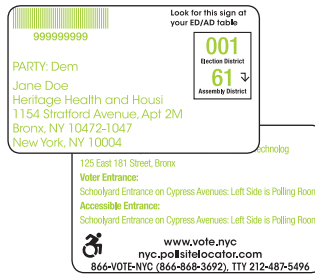 Look for this sign at
your ED/AD table
999999999
001
Election District
61
Assembly District
PARTY: Dem
Jane Doe
Heritage Health and Housi
1154 Stratford Avenue, Apt 2M
Bronx, NY 10472-1047
New York, NY 10004
echnolog
125 East 181 Street, Bronx
Voter Entrance:
Schoolyard Entrance on Cypress Avenues: Left Side is Polling Room
Accessible Entrance:
Schoolyard Entrance on Cypress Avenues: Left Side is Polling Room
www.vote.nyc
nyc.pollsitelocator.com
866-VOTE-NYC (866-868-3692), TTY 212-487-5496